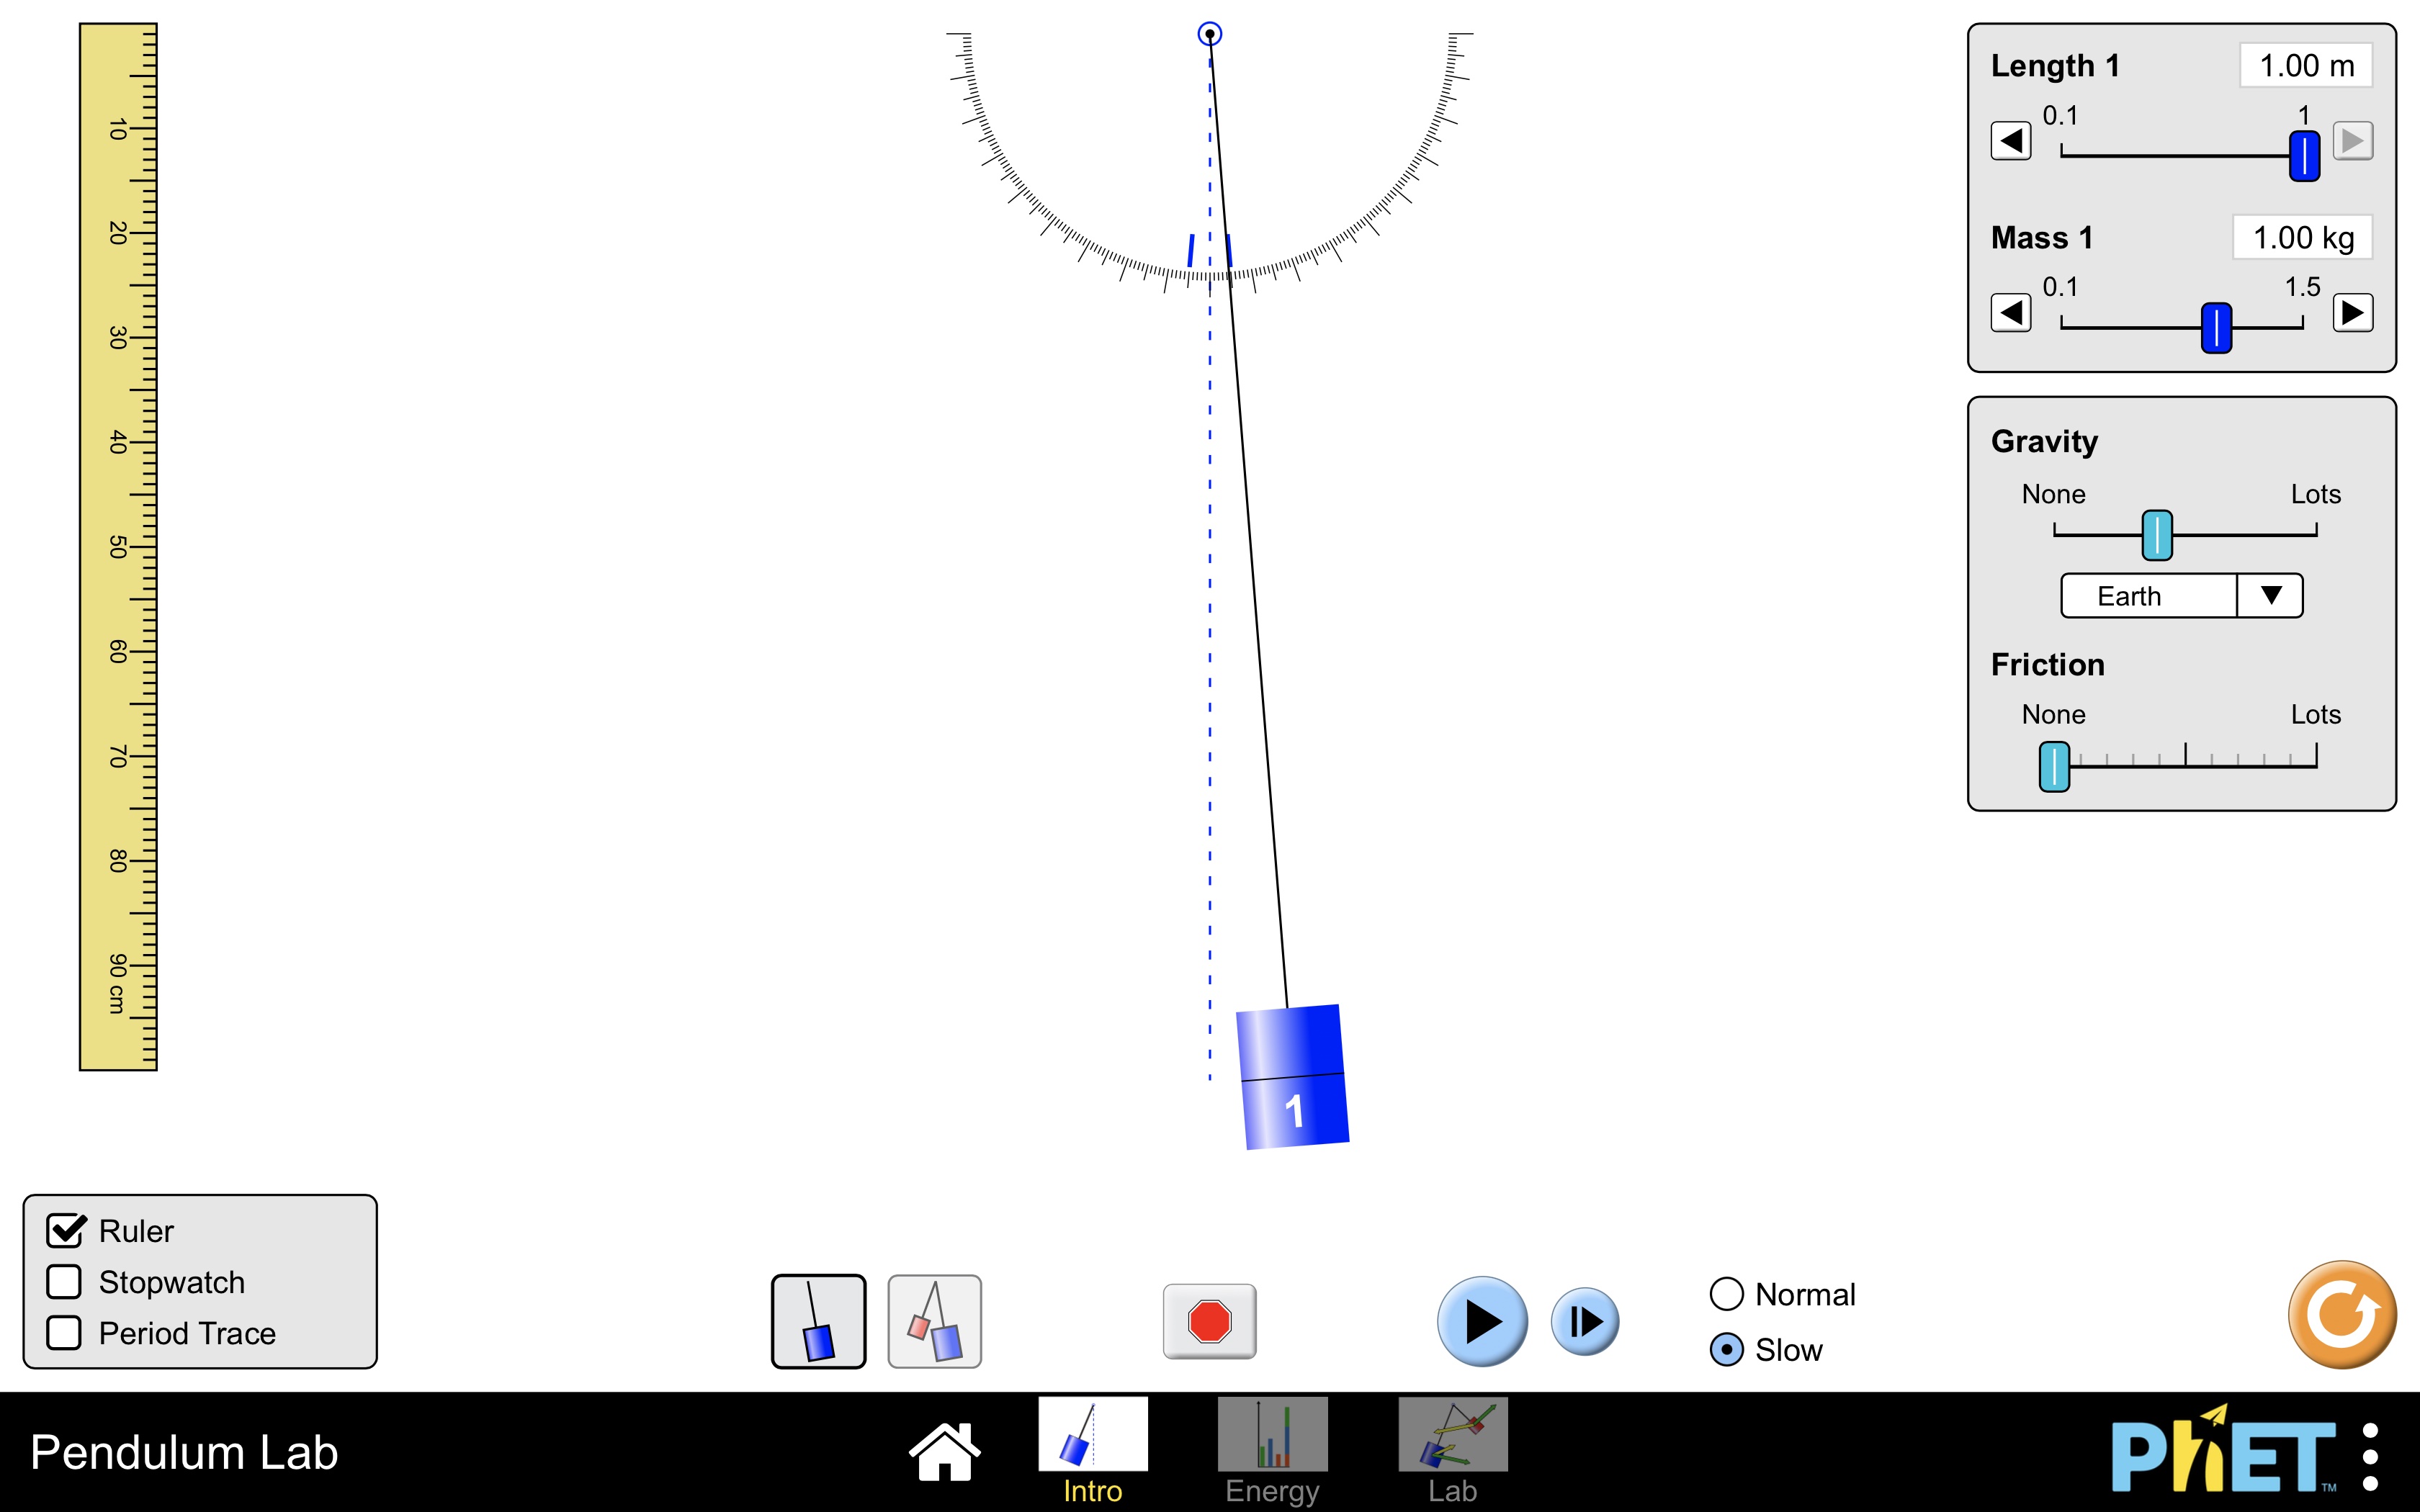 10
20
30
40
50
60
70
80
90 cm
1
Length 1
1.00 m
0.1
1
Mass 1
1.00 kg
0.1
1.5
Gravity
None
Lots
Earth
Friction
None
Lots
Ruler
Stopwatch
Period Trace
Normal
Slow
Pendulum Lab
Intro
Energy
Lab
PhET™